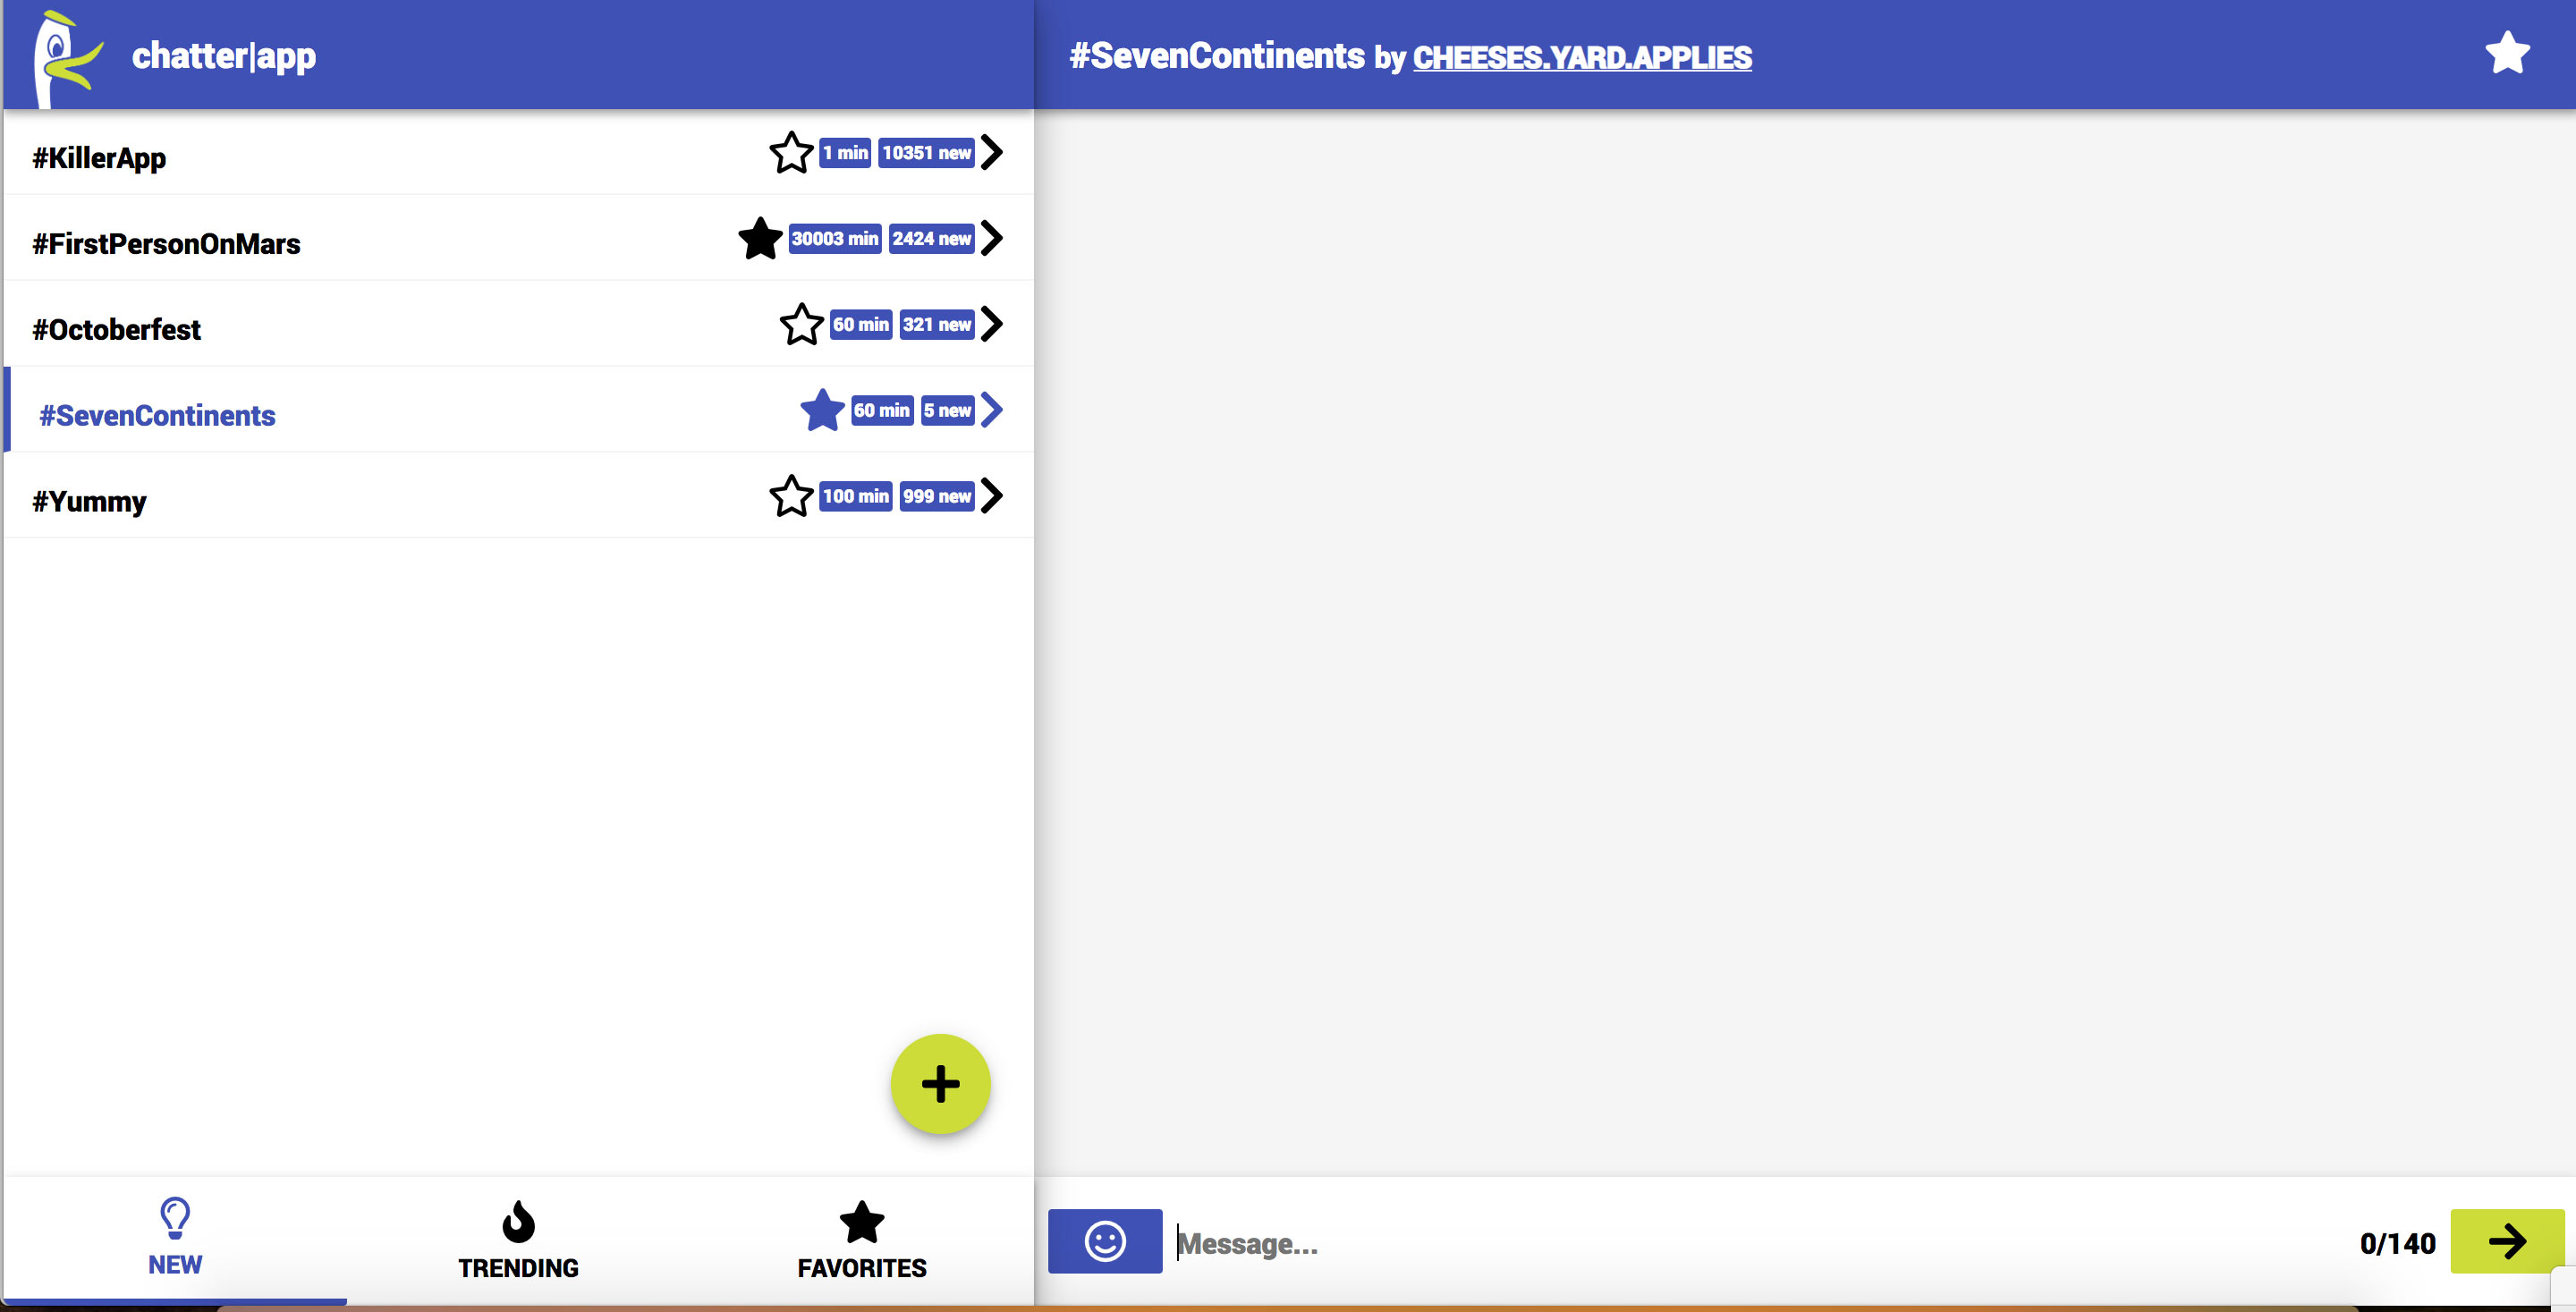 chatter|app
#SevenContinents by CHEESES.YARD.APPLIES
#KillerApp 1 min 10351 new
#FirstPersonOnMars 30003 min 2424 new
#Octoberfest 60 min 321 new
#SevenContinents 60 min 5 new
#Yummy 100 min 999 new
NEW TRENDING FAVORITES
Message... 0/140